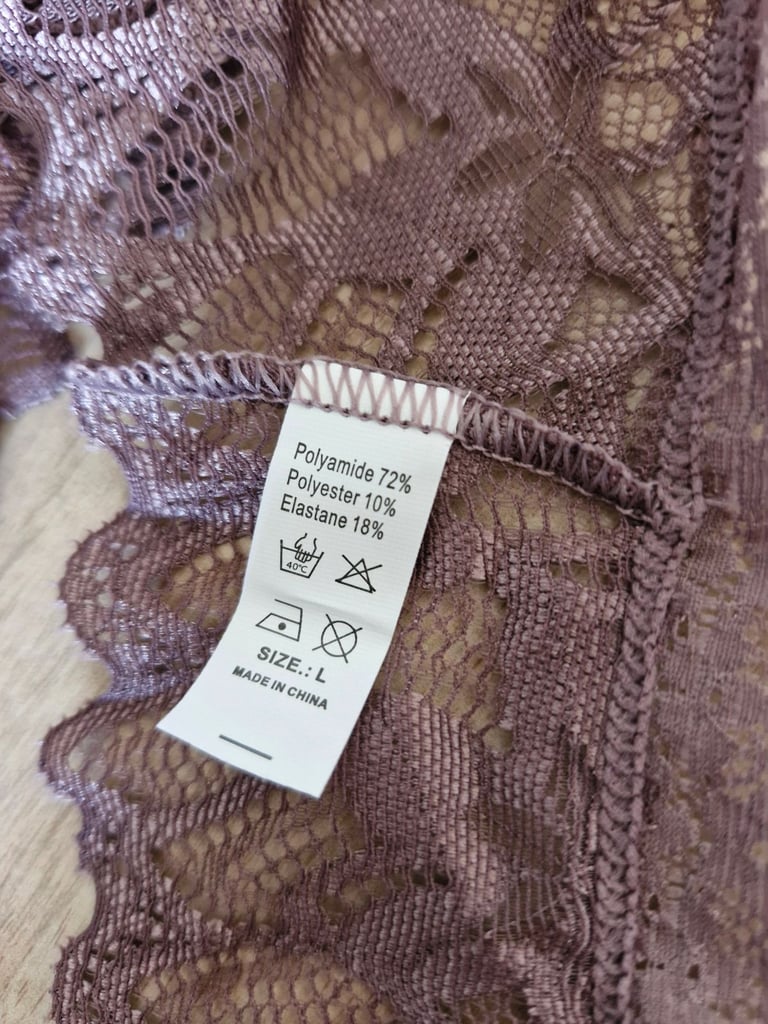 Polyamide 72%
Polyester 10%
Elastane 18%
40°C
SIZE.: L
MADE IN CHINA